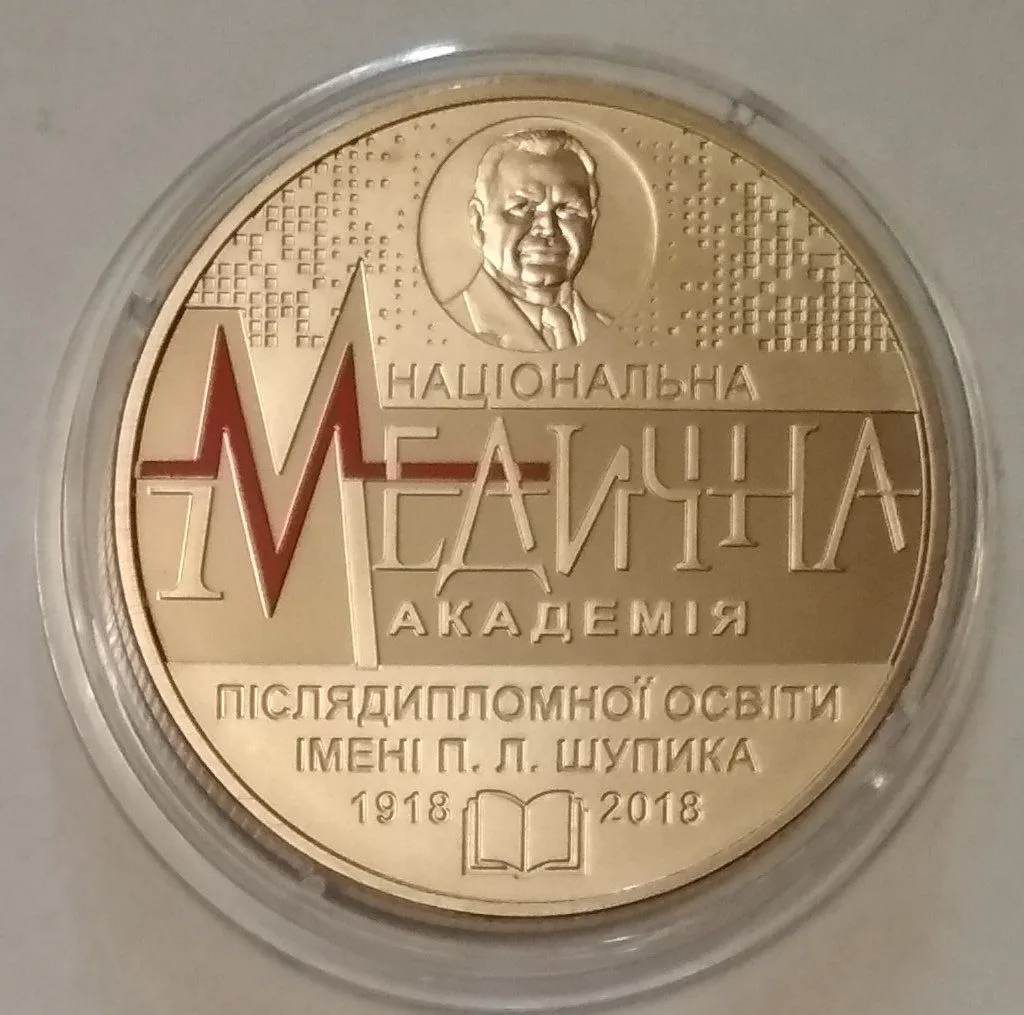 НАЦІОНАЛЬНА
МЕДИЧНА
АКАДЕМІЯ
ПІСЛЯДИПЛОМНОЇ ОСВІТИ
ІМЕНІ П. Л. ШУПИКА
1918 2018